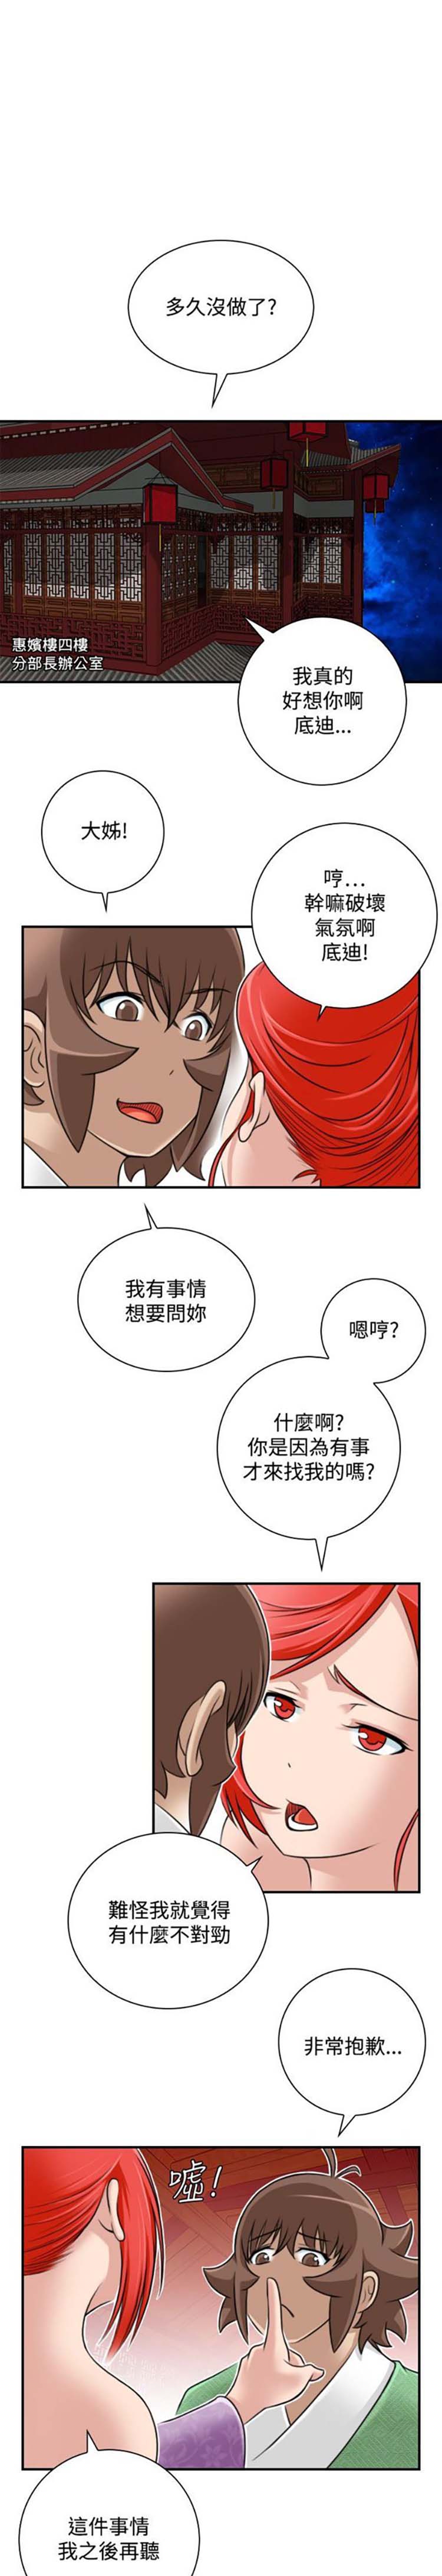 多久沒做了?
惠嬪樓四樓
分部長辦公室
我真的
好想你啊
底迪...
大姊!
哼...
幹嘛破壞
氣氛啊
底迪!
我有事情
想要問妳
嗯哼?
什麼啊?
你是因為有事
才來找我的嗎?
難怪我就覺得
有什麼不對勁
非常抱歉...
噓!
這件事情
我之後再聽